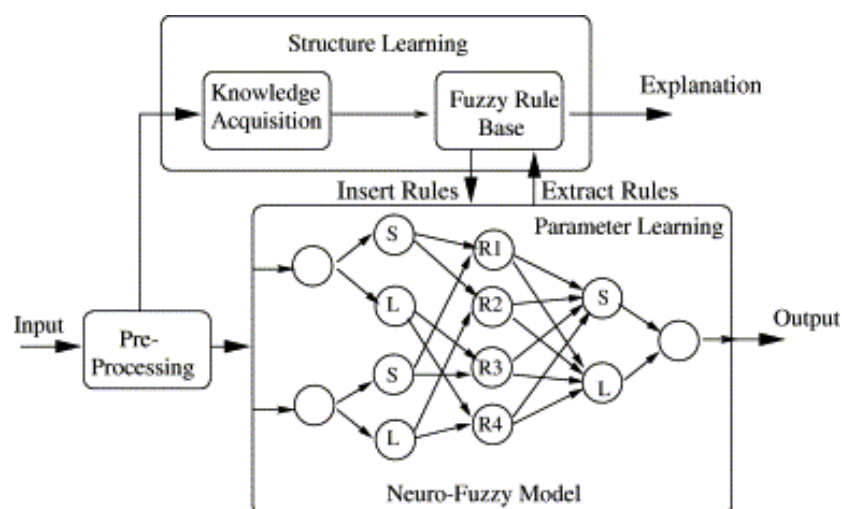 Structure Learning
Knowledge
Acquisition
Fuzzy Rule
Base
Explanation
Insert Rules
Extract Rules
Parameter Learning
S
R1
L
R2
S
Input
Pre-
Processing
Output
S
R3
L
L
R4
Neuro-Fuzzy Model